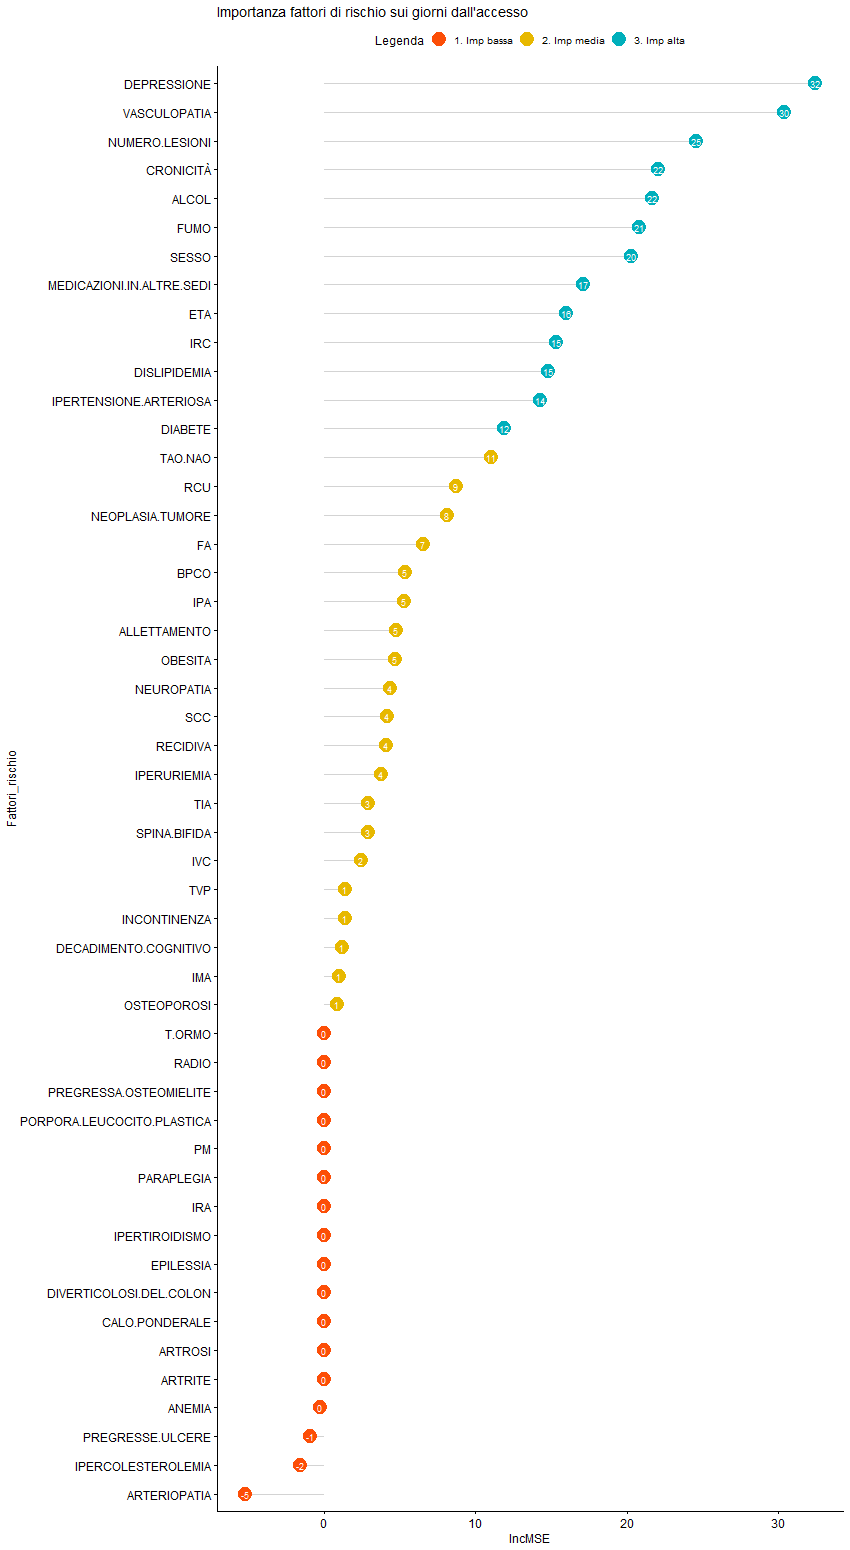 Importanza fattori di rischio sui giorni dall'accesso
Legenda 1. Imp bassa 2. Imp media 3. Imp alta
DEPRESSIONE 32
VASCULOPATIA 30
NUMERO.LESIONI 25
CRONICITÀ 22
ALCOL 22
FUMO 21
SESSO 20
MEDICAZIONI.IN.ALTRE.SEDI 17
ETA 16
IRC 15
DISLIPIDEMIA 15
IPERTENSIONE.ARTERIOSA 14
DIABETE 12
TAO.NAO 11
RCU 9
NEOPLASIA.TUMORE 8
FA 7
BPCO 5
IPA 5
ALLETTAMENTO 5
OBESITA 5
NEUROPATIA 4
SCC 4
RECIDIVA 4
IPERURIEMIA 4
TIA 3
SPINA.BIFIDA 3
IVC 2
TVP 1
INCONTINENZA 1
DECADIMENTO.COGNITIVO 1
IMA 1
OSTEOPOROSI 1
T.ORMO 0
RADIO 0
PREGRESSA.OSTEOMIELITE 0
PORPORA.LEUCOCITO.PLASTICA 0
PM 0
PARAPLEGIA 0
IRA 0
IPERTIROIDISMO 0
EPILESSIA 0
DIVERTICOLOSI.DEL.COLON 0
CALO.PONDERALE 0
ARTROSI 0
ARTRITE 0
ANEMIA 0
PREGRESSE.ULCERE -1
IPERCOLESTEROLEMIA -2
ARTERIOPATIA -5
Fattori_rischio
0 10 20 30
IncMSE